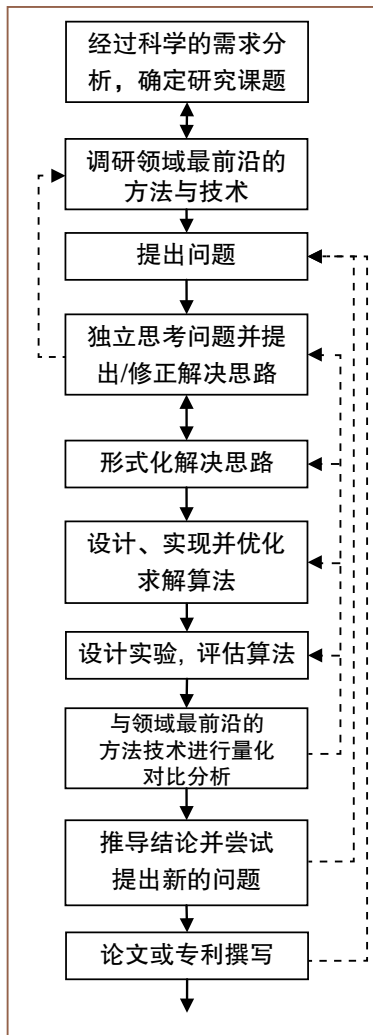 经过科学的需求分
析，确定研究课题
调研领域最前沿的
方法与技术
提出问题
独立思考问题并提
出/修正解决思路
形式化解决思路
设计、实现并优化
求解算法
设计实验, 评估算法
与领域最前沿的
方法技术进行量化
对比分析
推导结论并尝试
提出新的问题
论文或专利撰写